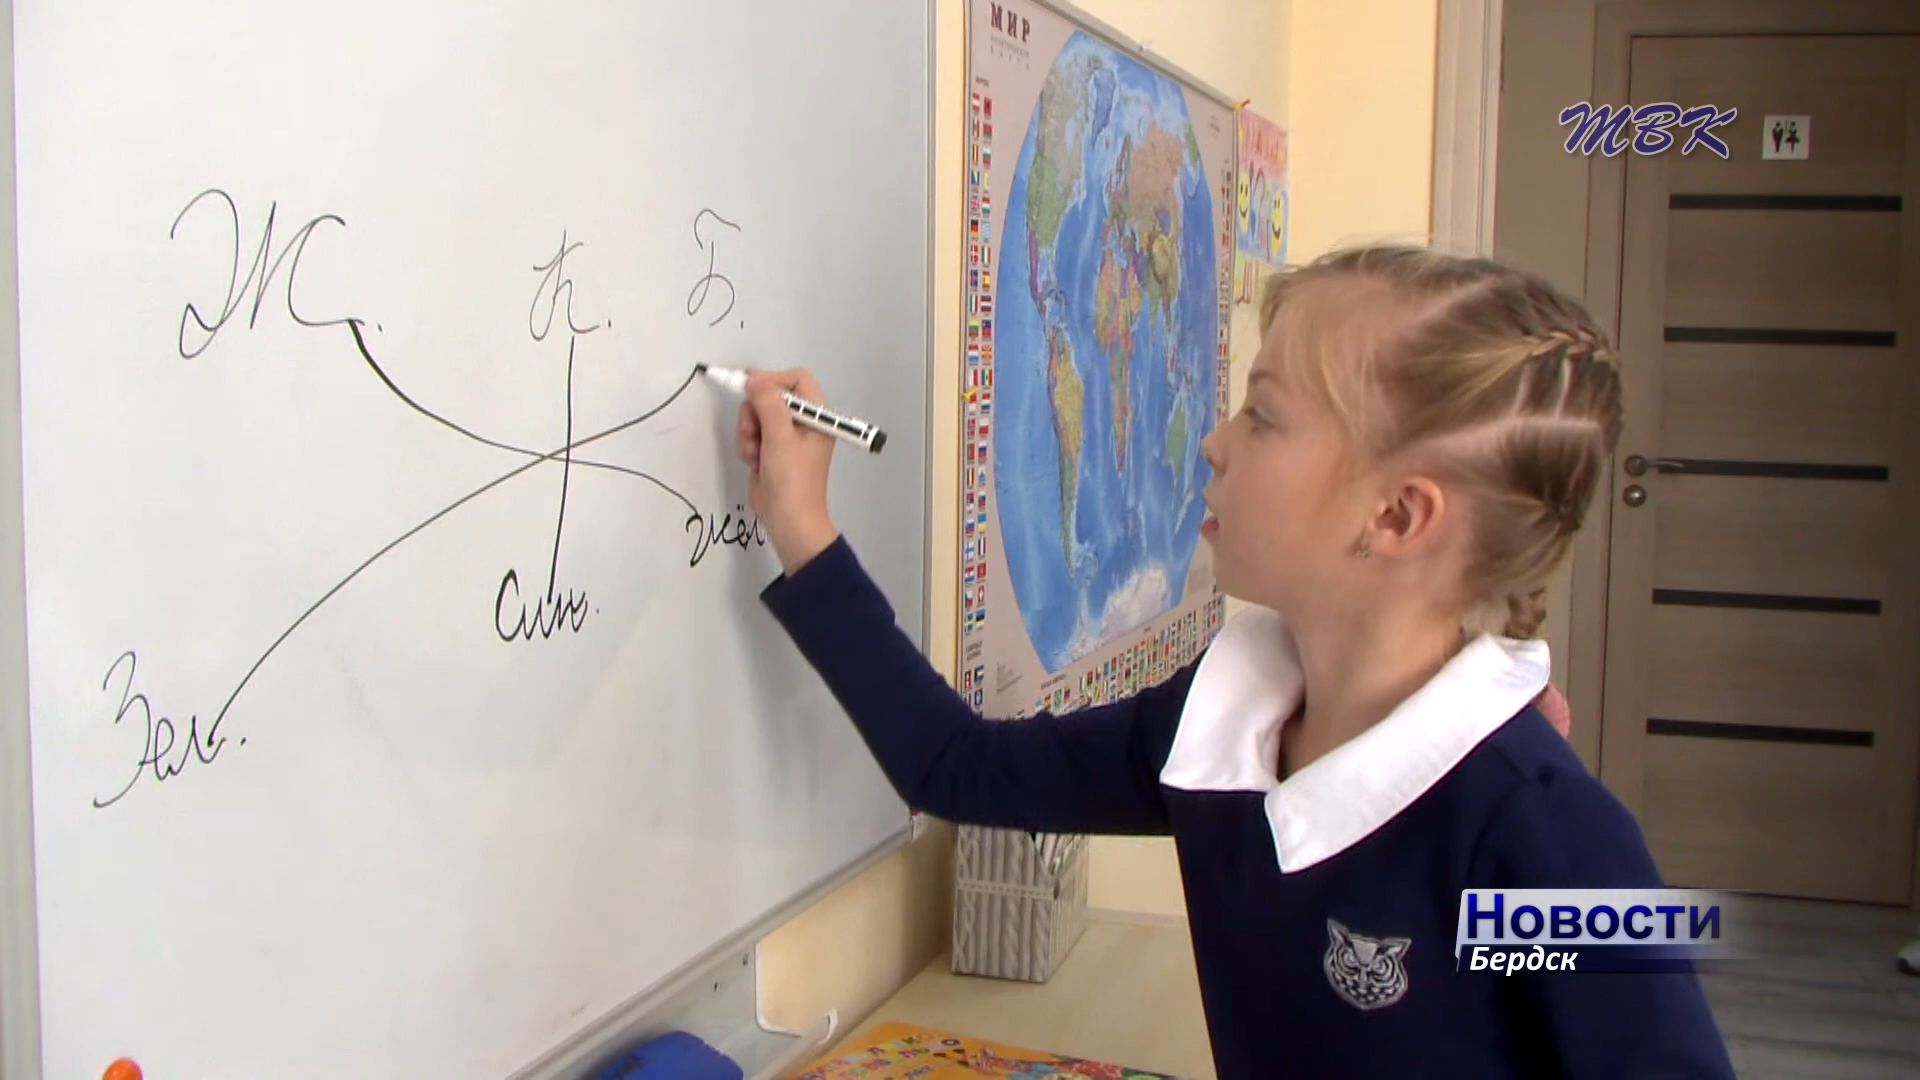 МИР
ТВК
Ж. К. Б.
жёл
Син.
Зел.
Новости
Бердск